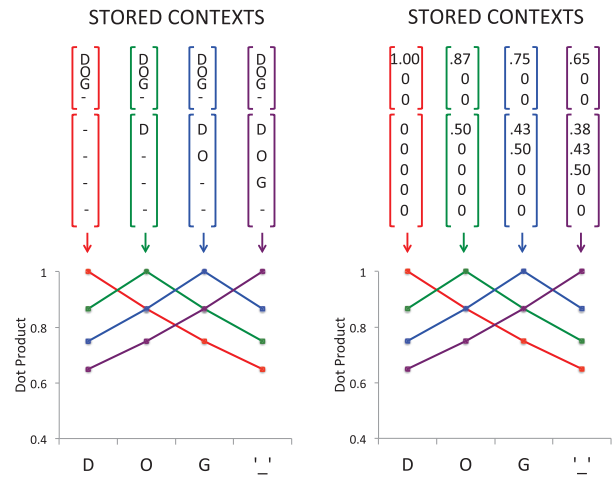 STORED CONTEXTS STORED CONTEXTS
D D D D 1.00 .87 .75 .65
O O O O 0 0 0 0
G G G G 0 0 0 0
- - - -
- D D D 0 .50 .43 .38
- - O O 0 0 .50 .43
- - - G 0 0 0 .50
- - - - 0 0 0 0
0 0 0 0
1 1
0.8 0.8
0.6 0.6
0.4 0.4
Dot Product Dot Product
D O G '_' D O G '_'